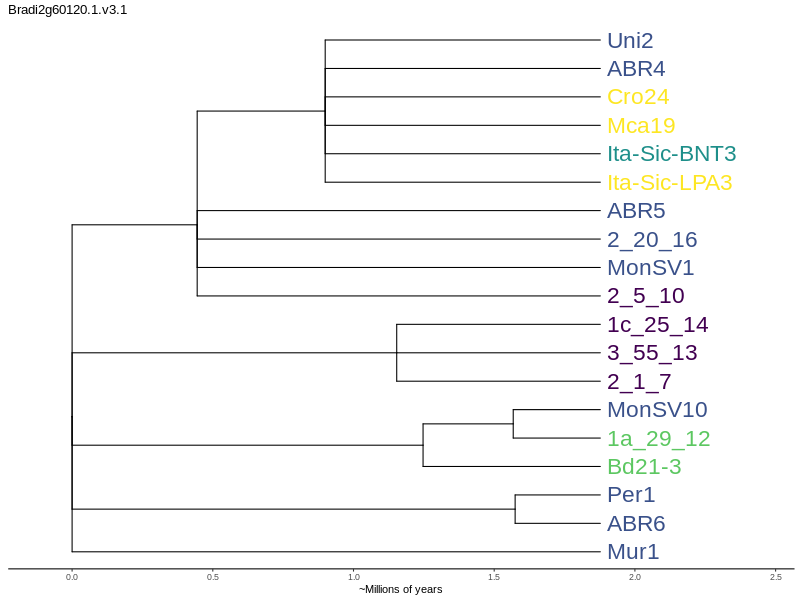 Bradi2g60120.1.v3.1
Uni2
ABR4
Cro24
Mca19
Ita-Sic-BNT3
Ita-Sic-LPA3
ABR5
2_20_16
MonSV1
2_5_10
1c_25_14
3_55_13
2_1_7
MonSV10
1a_29_12
Bd21-3
Per1
ABR6
Mur1
0.0 0.5 1.0 1.5 2.0 2.5
~Millions of years